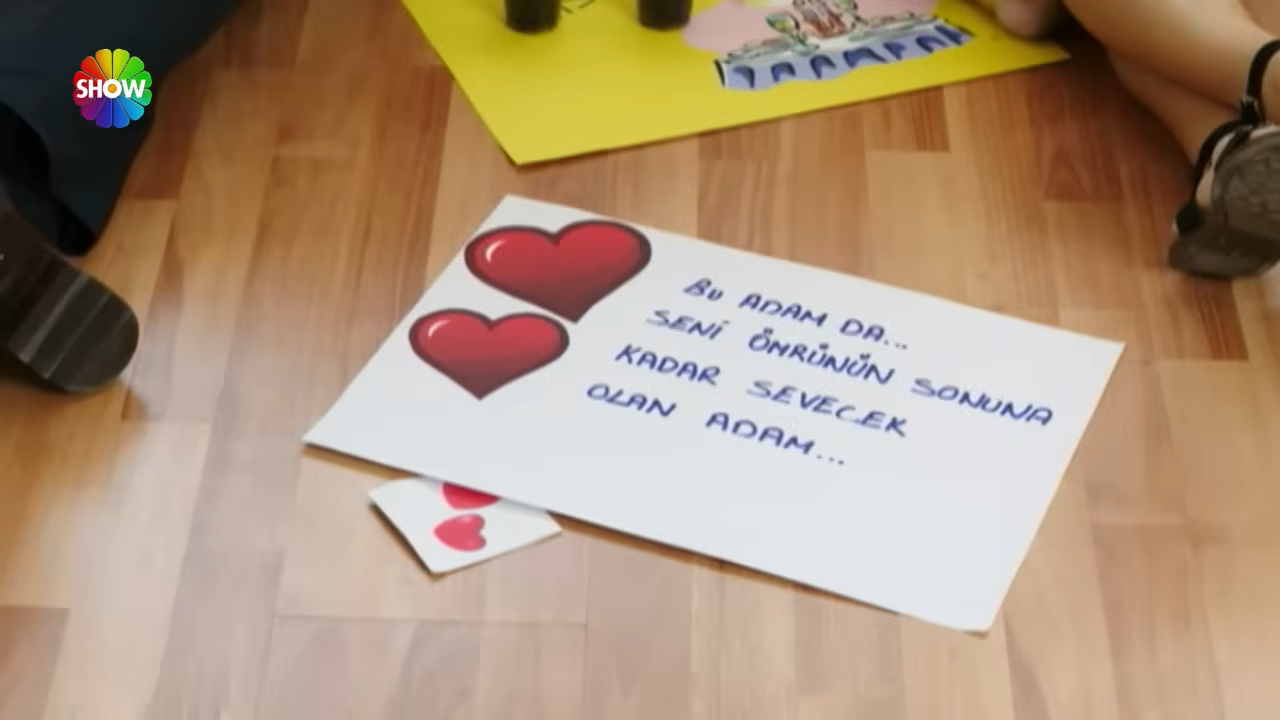 SHOW
BU ADAM DA...
SENİ ÖMRÜNÜN SONUNA
KADAR SEVECEK
OLAN ADAM...